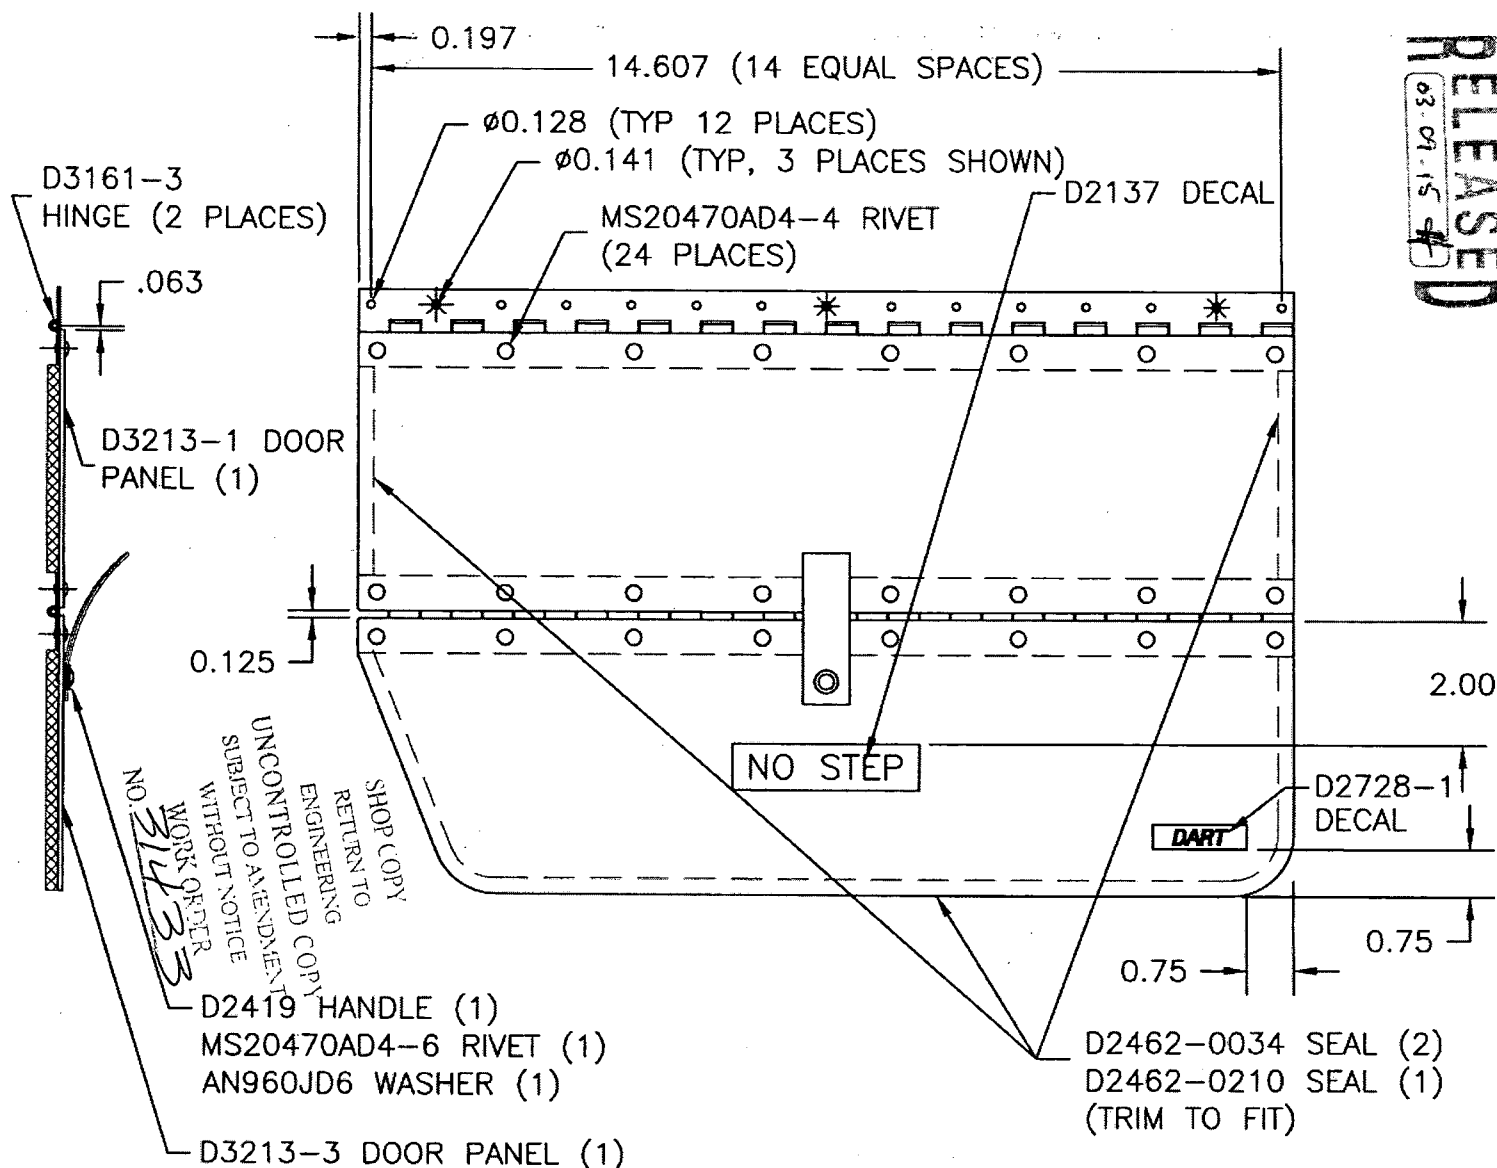 0.197
14.607 (14 EQUAL SPACES)
RELEASED
ø0.128 (TYP 12 PLACES)
ø0.141 (TYP, 3 PLACES SHOWN)
D3161-3
HINGE (2 PLACES)
D2137 DECAL
MS20470AD4-4 RIVET
(24 PLACES)
.063
D3213-1 DOOR
PANEL (1)
0.125
2.00
NO STEP
D2728-1
DECAL
DART
SHOP COPY
RETURN TO
ENGINEERING
UNCONTROLLED COPY
SUBJECT TO AMENDMENT
WITHOUT NOTICE
WORK ORDER
NO. 31433
0.75
0.75
D2419 HANDLE (1)
MS20470AD4-6 RIVET (1)
AN960JD6 WASHER (1)
D3213-3 DOOR PANEL (1)
D2462-0034 SEAL (2)
D2462-0210 SEAL (1)
(TRIM TO FIT)